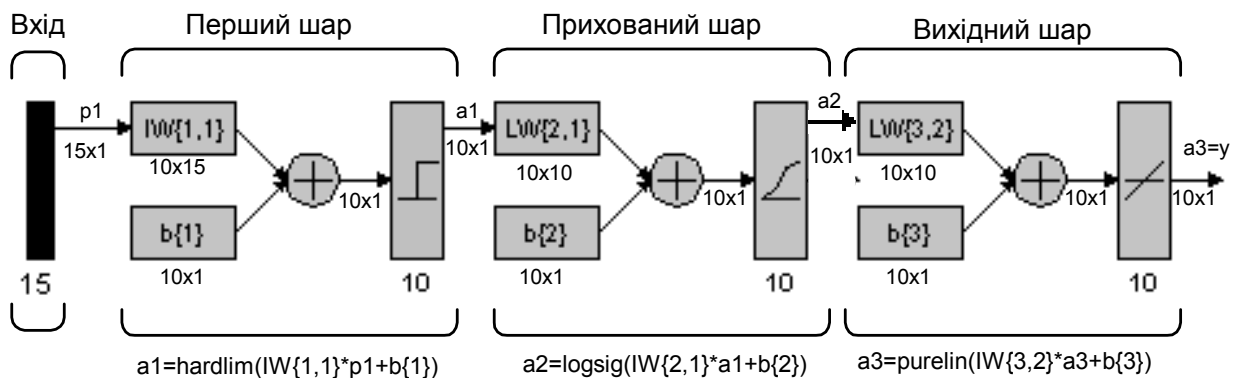 Вхід
Перший шар
Прихований шар
Вихідний шар
p1
15x1
IW{1,1}
10x15
b{1}
10x1
10x1
a1
10x1
LW{2,1}
10x10
b{2}
10x1
10x1
a2
10x1
LW{3,2}
10x10
b{3}
10x1
10x1
a3=y
10x1
15
10
10
10
a1=hardlim(IW{1,1}*p1+b{1})
a2=logsig(IW{2,1}*a1+b{2})
a3=purelin(IW{3,2}*a3+b{3})